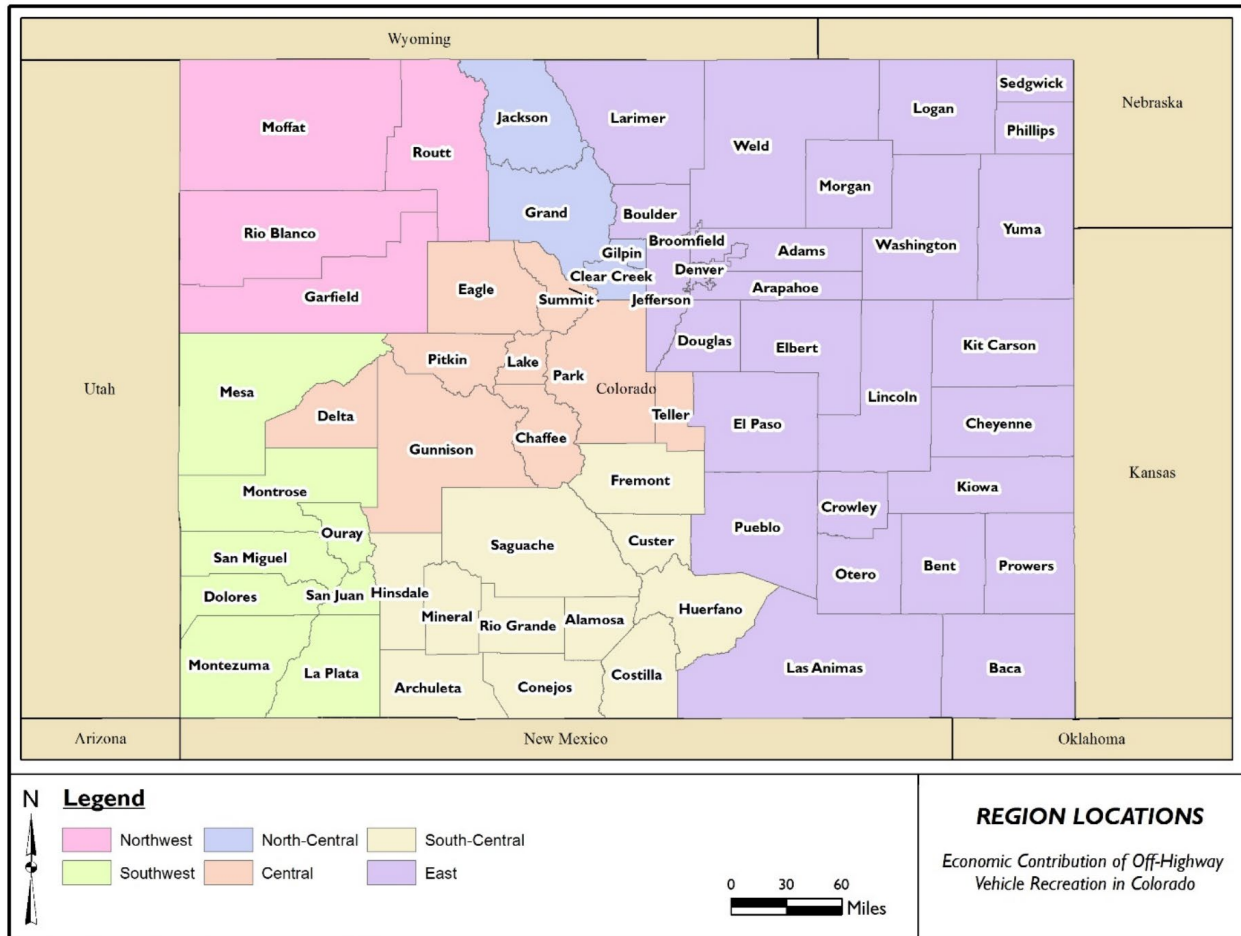 Wyoming
Nebraska
Utah
Colorado
Kansas
Arizona
New Mexico
Oklahoma
Moffat
Routt
Jackson
Larimer
Weld
Logan
Sedgwick
Phillips
Morgan
Grand
Boulder
Rio Blanco
Broomfield
Gilpin
Adams
Washington
Yuma
Denver
Clear Creek
Arapahoe
Eagle
Garfield
Summit
Jefferson
Douglas
Elbert
Kit Carson
Pitkin
Lake
Park
Mesa
Lincoln
Delta
Teller
El Paso
Cheyenne
Chaffee
Gunnison
Fremont
Montrose
Kiowa
Crowley
Ouray
Pueblo
Saguache
Custer
San Miguel
Otero
Bent
Prowers
Dolores
San Juan
Hinsdale
Mineral
Rio Grande
Alamosa
Huerfano
Montezuma
La Plata
Costilla
Las Animas
Baca
Archuleta
Conejos
N
Legend
Northwest
North-Central
South-Central
Southwest
Central
East
0 30 60
Miles
REGION LOCATIONS
Economic Contribution of Off-Highway
Vehicle Recreation in Colorado